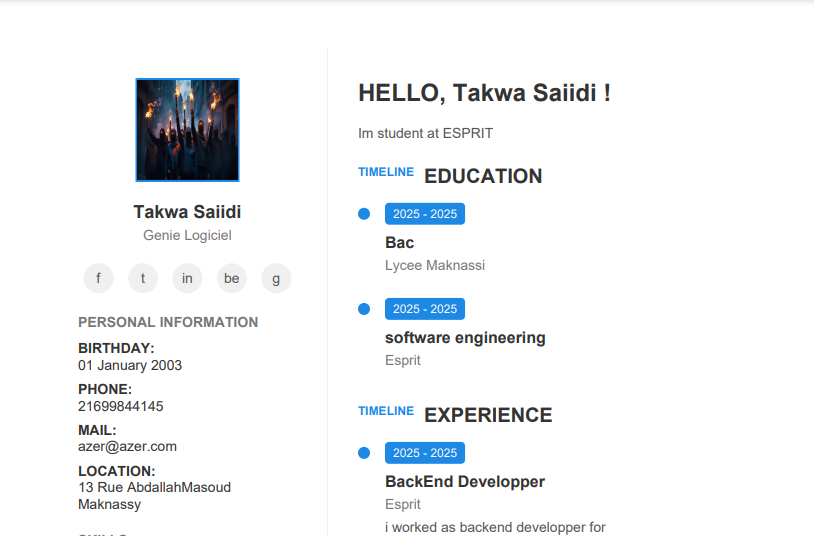 Takwa Saiidi
Genie Logiciel
f t in be g
PERSONAL INFORMATION
BIRTHDAY:
01 January 2003
PHONE:
21699844145
MAIL:
azer@azer.com
LOCATION:
13 Rue AbdallahMasoud
Maknassy
HELLO, Takwa Saiidi !
Im student at ESPRIT
TIMELINE EDUCATION
2025 - 2025
Bac
Lycee Maknassi
2025 - 2025
software engineering
Esprit
TIMELINE EXPERIENCE
2025 - 2025
BackEnd Developper
Esprit
i worked as backend developper for